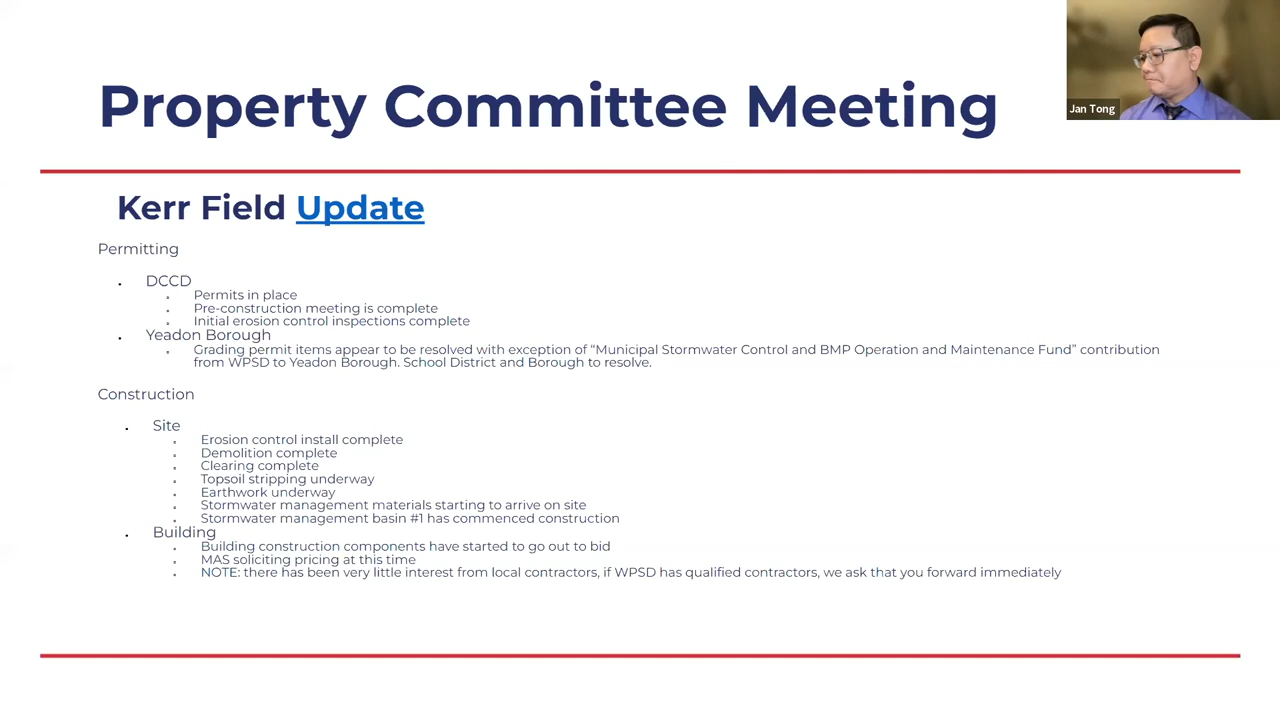 Property Committee Meeting
Jan Tong
Kerr Field Update
Permitting
DCCD
Permits in place
Pre-construction meeting is complete
Initial erosion control inspections complete
Yeadon Borough
Grading permit items appear to be resolved with exception of “Municipal Stormwater Control and BMP Operation and Maintenance Fund” contribution
from WPSD to Yeadon Borough. School District and Borough to resolve.
Construction
Site
Erosion control install complete
Demolition complete
Clearing complete
Topsoil stripping underway
Earthwork underway
Stormwater management materials starting to arrive on site
Stormwater management basin #1 has commenced construction
Building
Building construction components have started to go out to bid
MAS soliciting pricing at this time
NOTE: there has been very little interest from local contractors, if WPSD has qualified contractors, we ask that you forward immediately